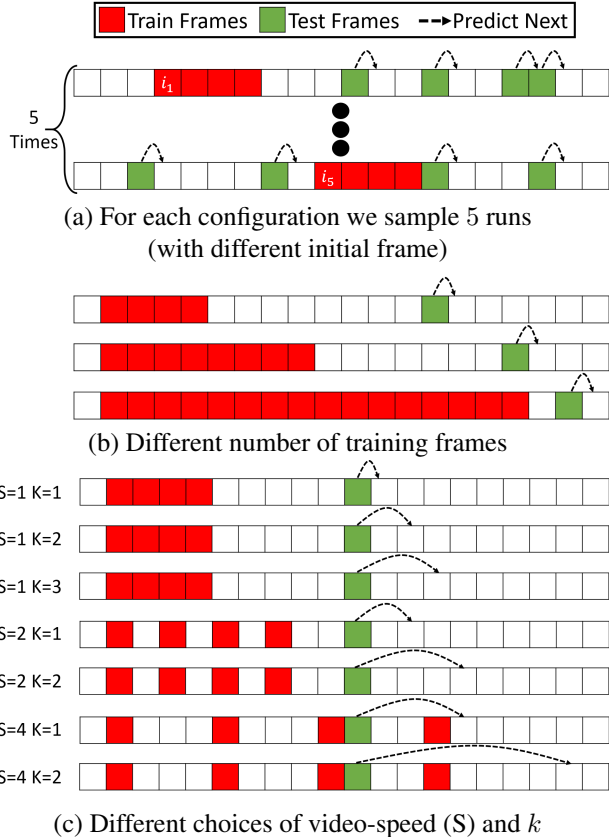 Train Frames Test Frames Predict Next
i₁
5
Times
i₅
(a) For each configuration we sample 5 runs
(with different initial frame)
(b) Different number of training frames
S=1 K=1
S=1 K=2
S=1 K=3
S=2 K=1
S=2 K=2
S=4 K=1
S=4 K=2
(c) Different choices of video-speed (S) and k